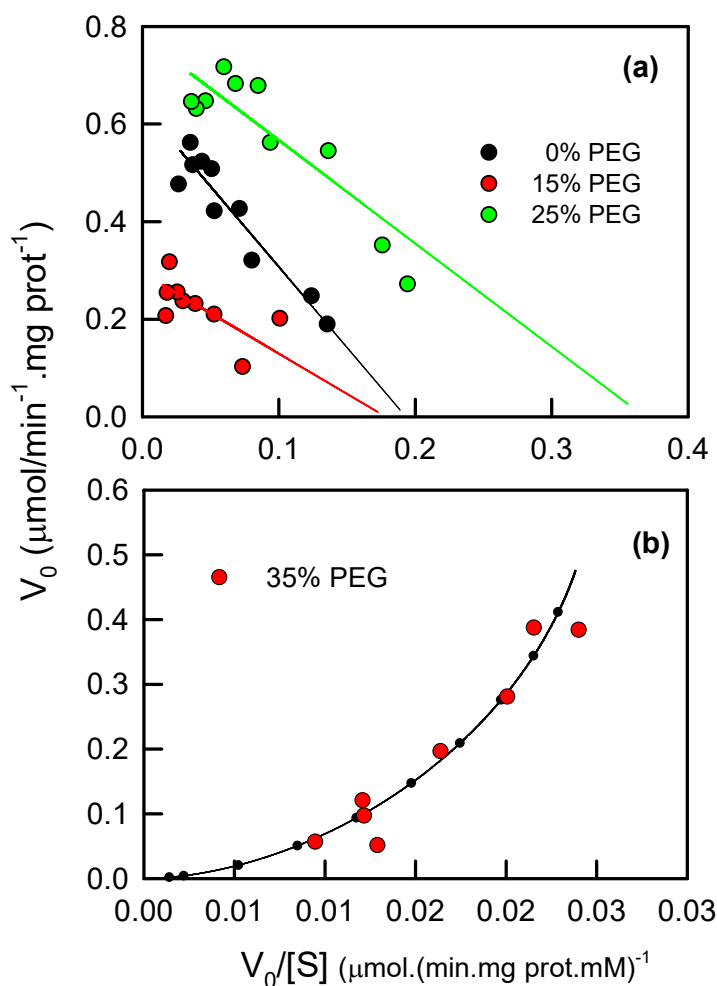 0.8
(a)
0.6
0% PEG
15% PEG
25% PEG
0.4
0.2
0.0
0.0 0.1 0.2 0.3 0.4
V₀ (μmol/min⁻¹.mg prot⁻¹)
0.6
(b)
0.5
35% PEG
0.4
0.3
0.2
0.1
0.0
0.00 0.01 0.01 0.02 0.02 0.03 0.03
V₀/[S] (μmol.(min.mg prot.mM)⁻¹